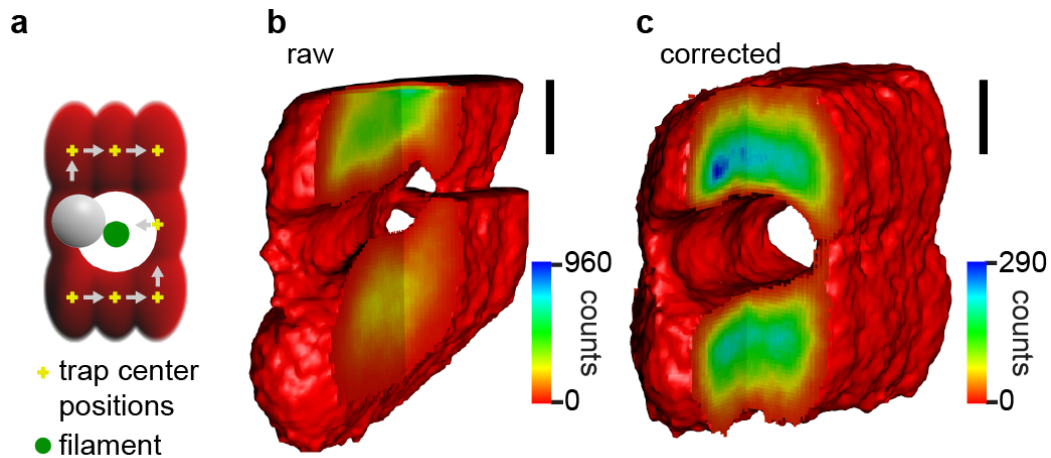 a
trap center
positions
filament
b
raw
960
counts
0
c
corrected
290
counts
0